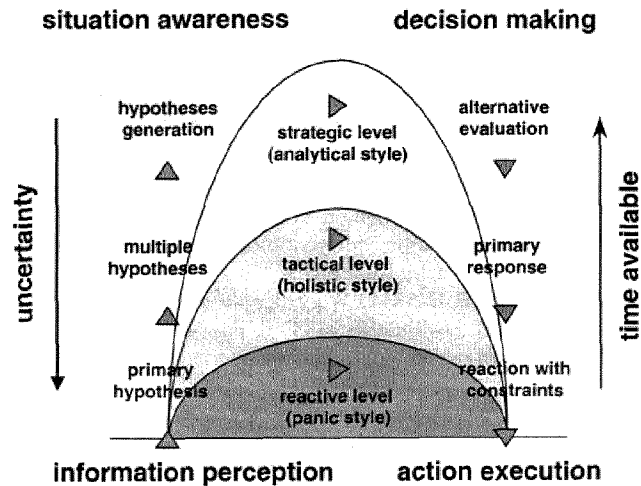 situation awareness
decision making
hypotheses
generation
strategic level
(analytical style)
alternative
evaluation
uncertainty
time available
multiple
hypotheses
tactical level
(holistic style)
primary
response
primary
hypothesis
reactive level
(panic style)
reaction with
constraints
information perception
action execution